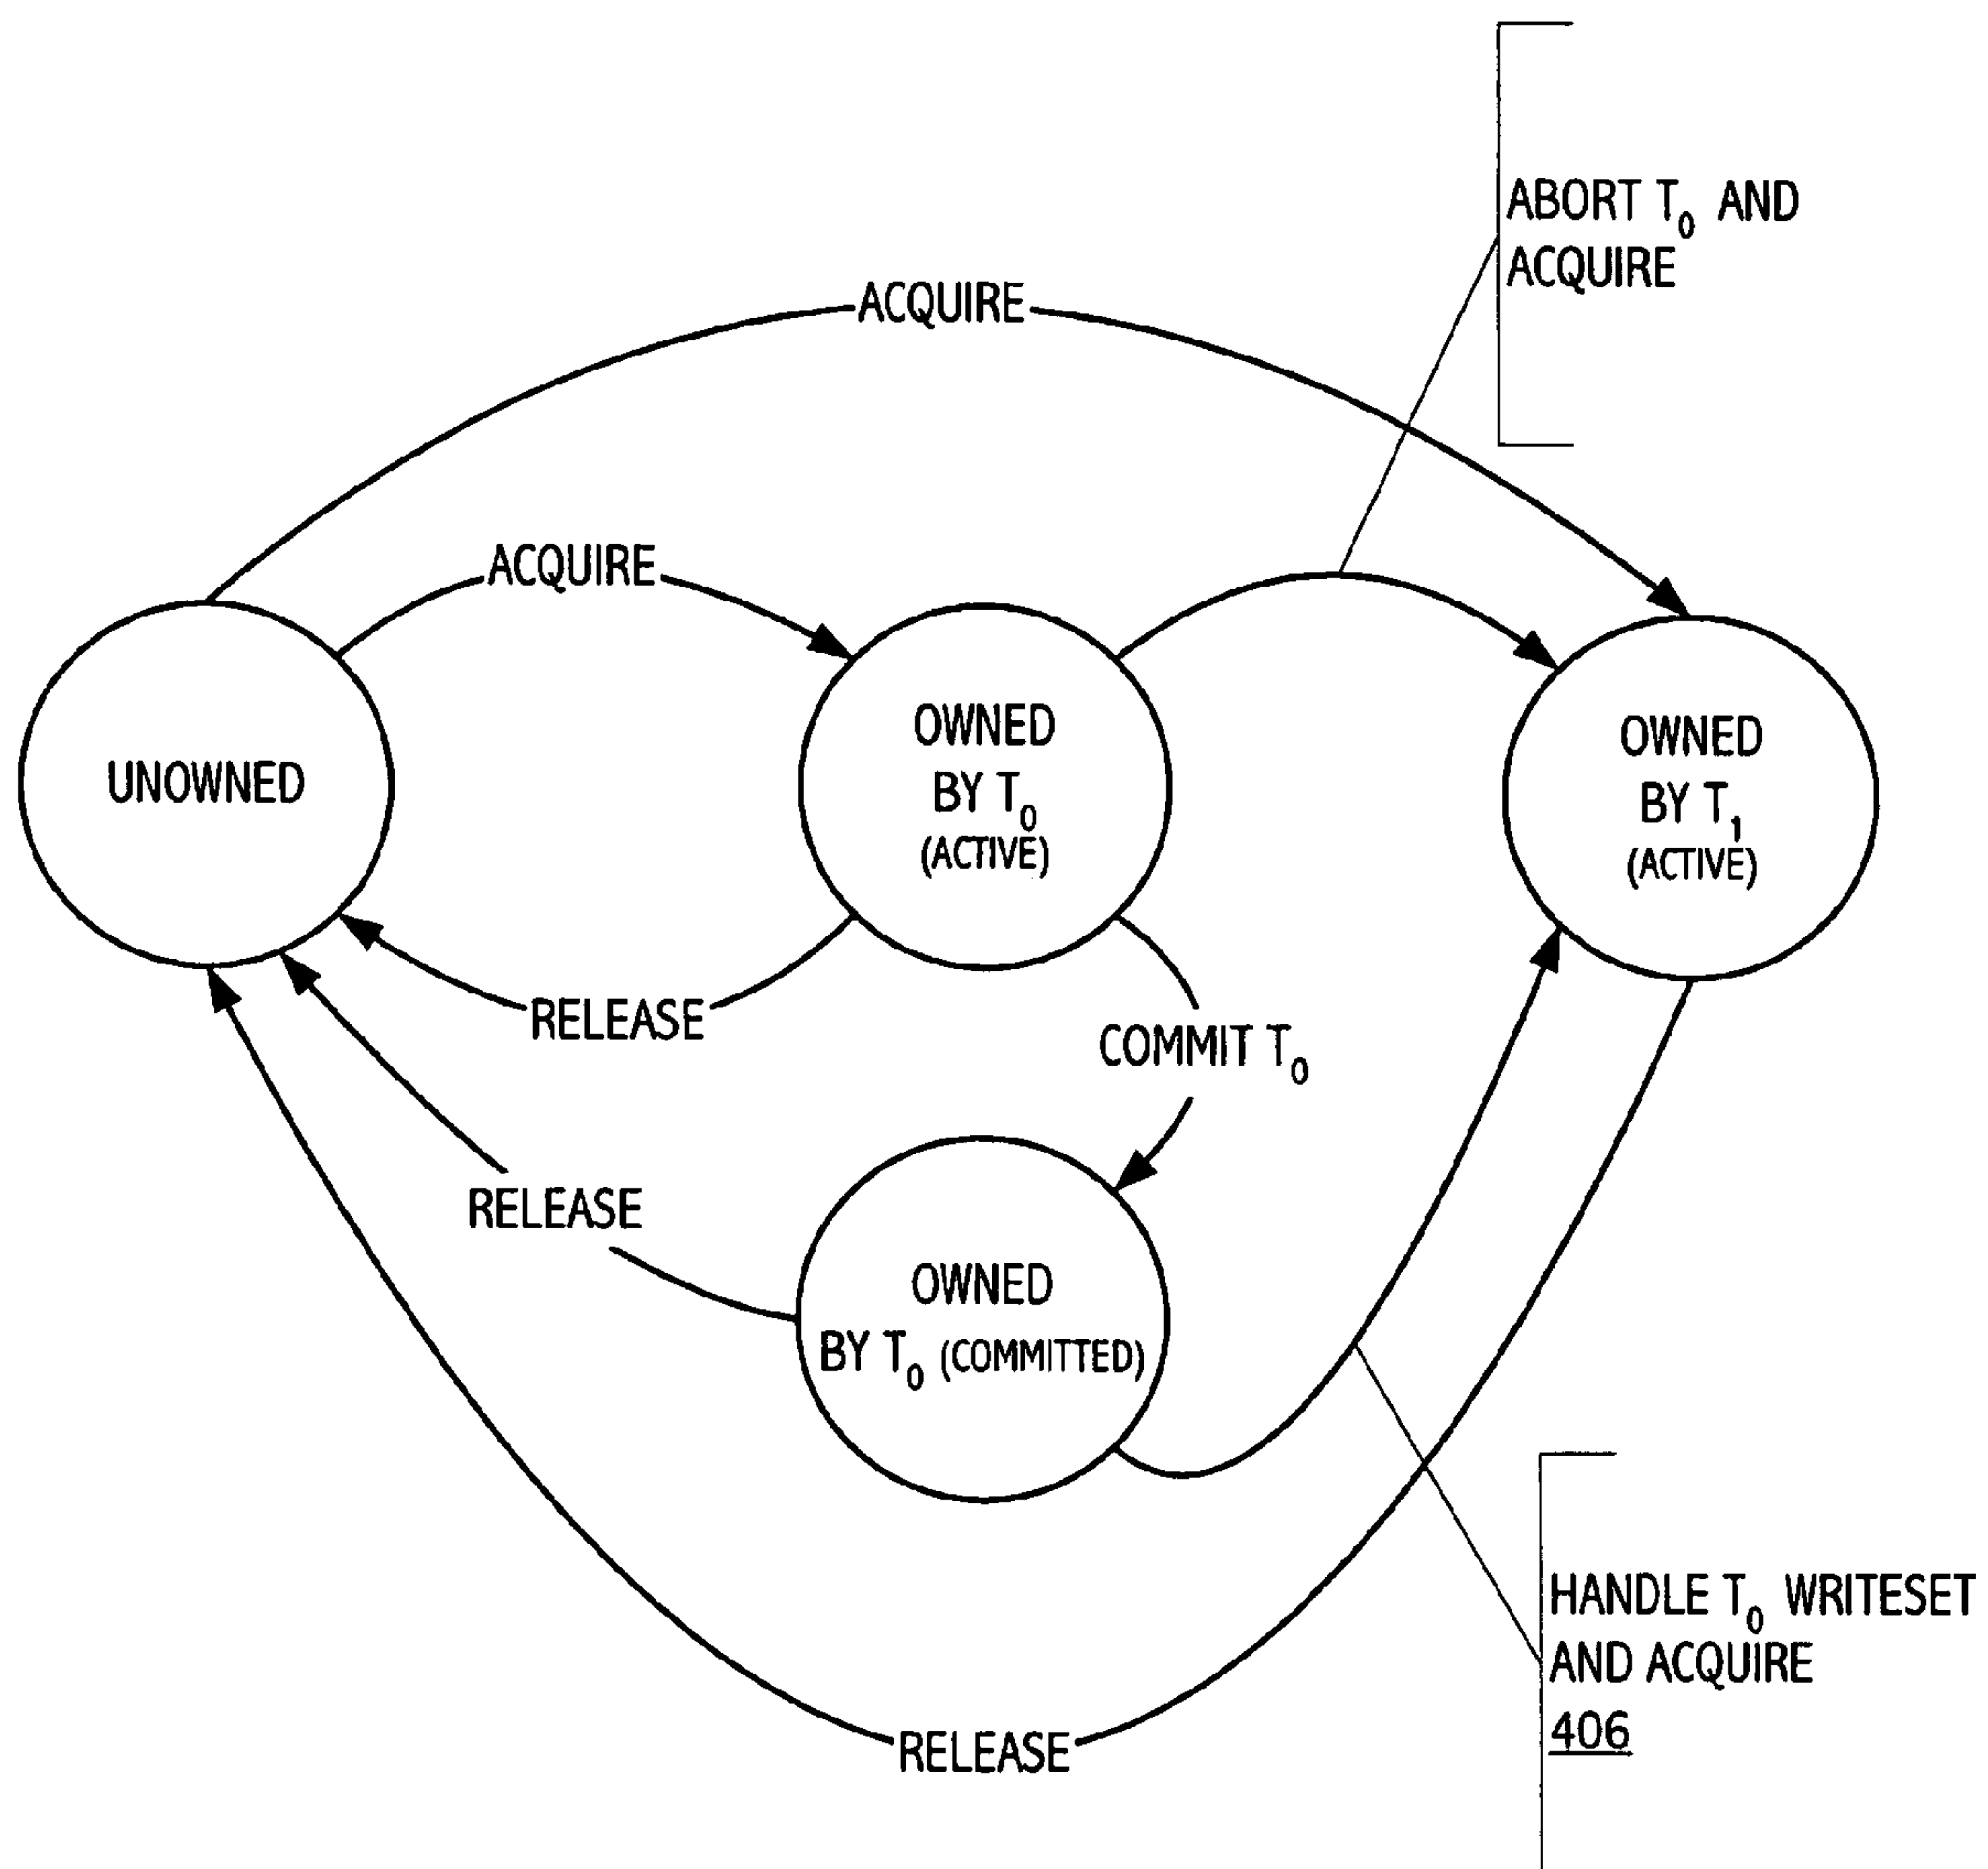 ABORT T0 AND
ACQUIRE
ACQUIRE
ACQUIRE
UNOWNED
OWNED
BY T0
(ACTIVE)
OWNED
BY T1
(ACTIVE)
RELEASE
COMMIT T0
RELEASE
OWNED
BY T0 (COMMITTED)
HANDLE T0 WRITESET
AND ACQUIRE
406
RELEASE